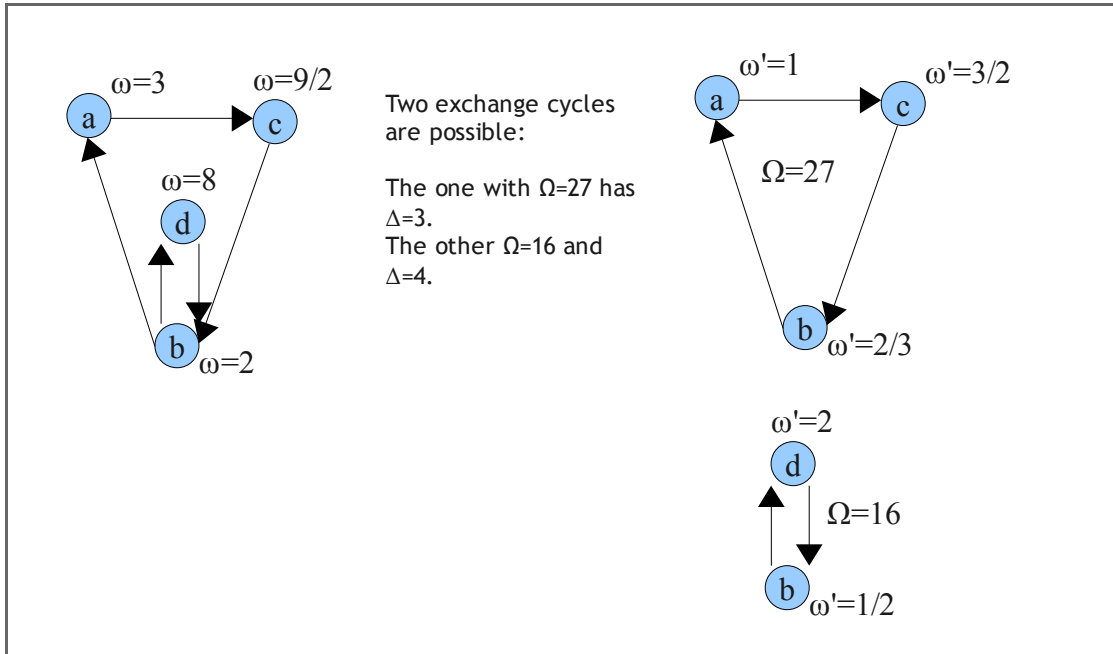 ω=3
ω=9/2
a
c
ω=8
d
b
ω=2
Two exchange cycles
are possible:
The one with Ω=27 has
Δ=3.
The other Ω=16 and
Δ=4.
ω'=1
ω'=3/2
a
c
Ω=27
b
ω'=2/3
ω'=2
d
Ω=16
b
ω'=1/2